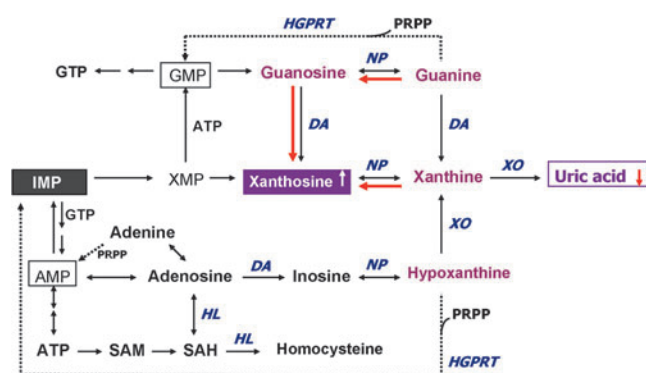 HGPRT PRPP
GTP GMP Guanosine NP Guanine
ATP DA DA
IMP XMP Xanthosine ↑ NP Xanthine XO Uric acid ↓
GTP Adenine XO
PRPP
AMP Adenosine DA Inosine NP Hypoxanthine
HL PRPP
ATP SAM SAH HL Homocysteine
HGPRT